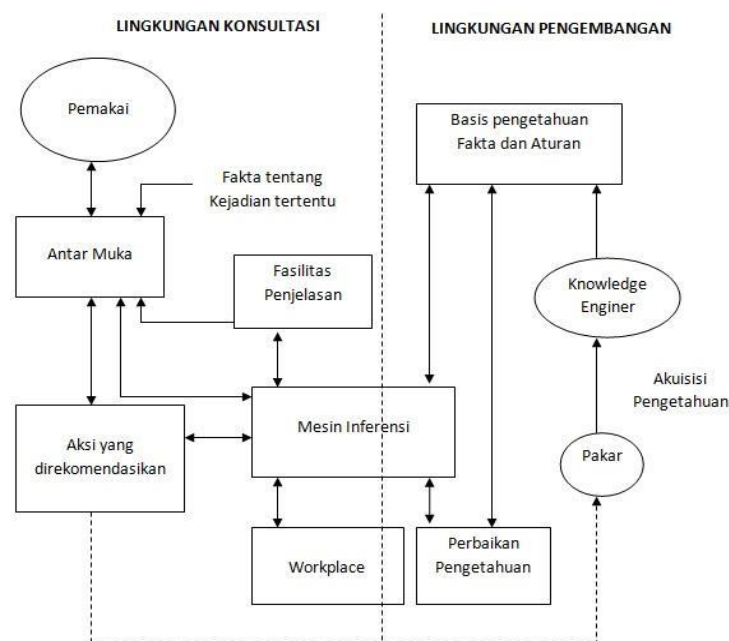 LINGKUNGAN KONSULTASI
LINGKUNGAN PENGEMBANGAN
Pemakai
Basis pengetahuan
Fakta dan Aturan
Fakta tentang
Kejadian tertentu
Antar Muka
Fasilitas
Penjelasan
Knowledge
Enginer
Akuisisi
Pengetahuan
Aksi yang
direkomendasikan
Mesin Inferensi
Pakar
Workplace
Perbaikan
Pengetahuan